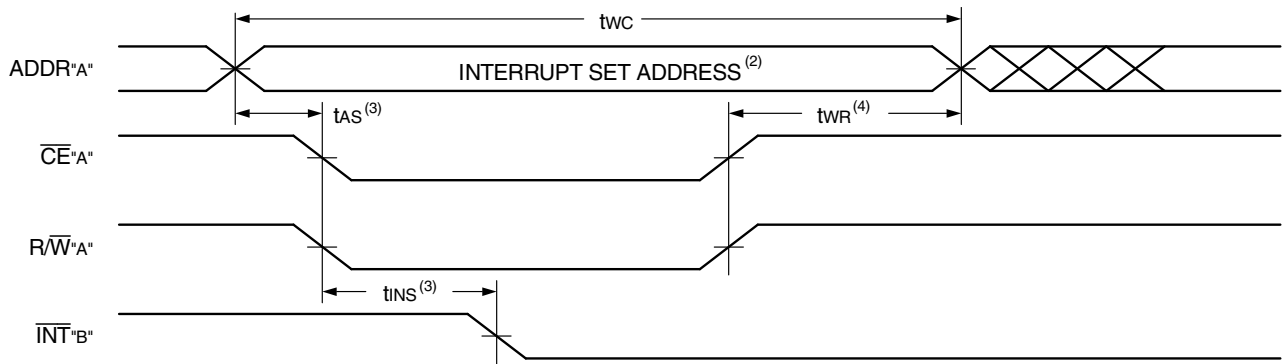 tWC
ADDR"A"
INTERRUPT SET ADDRESS(2)
tAS(3)
tWR(4)
CE"A"
R/W"A"
tINS(3)
INT"B"